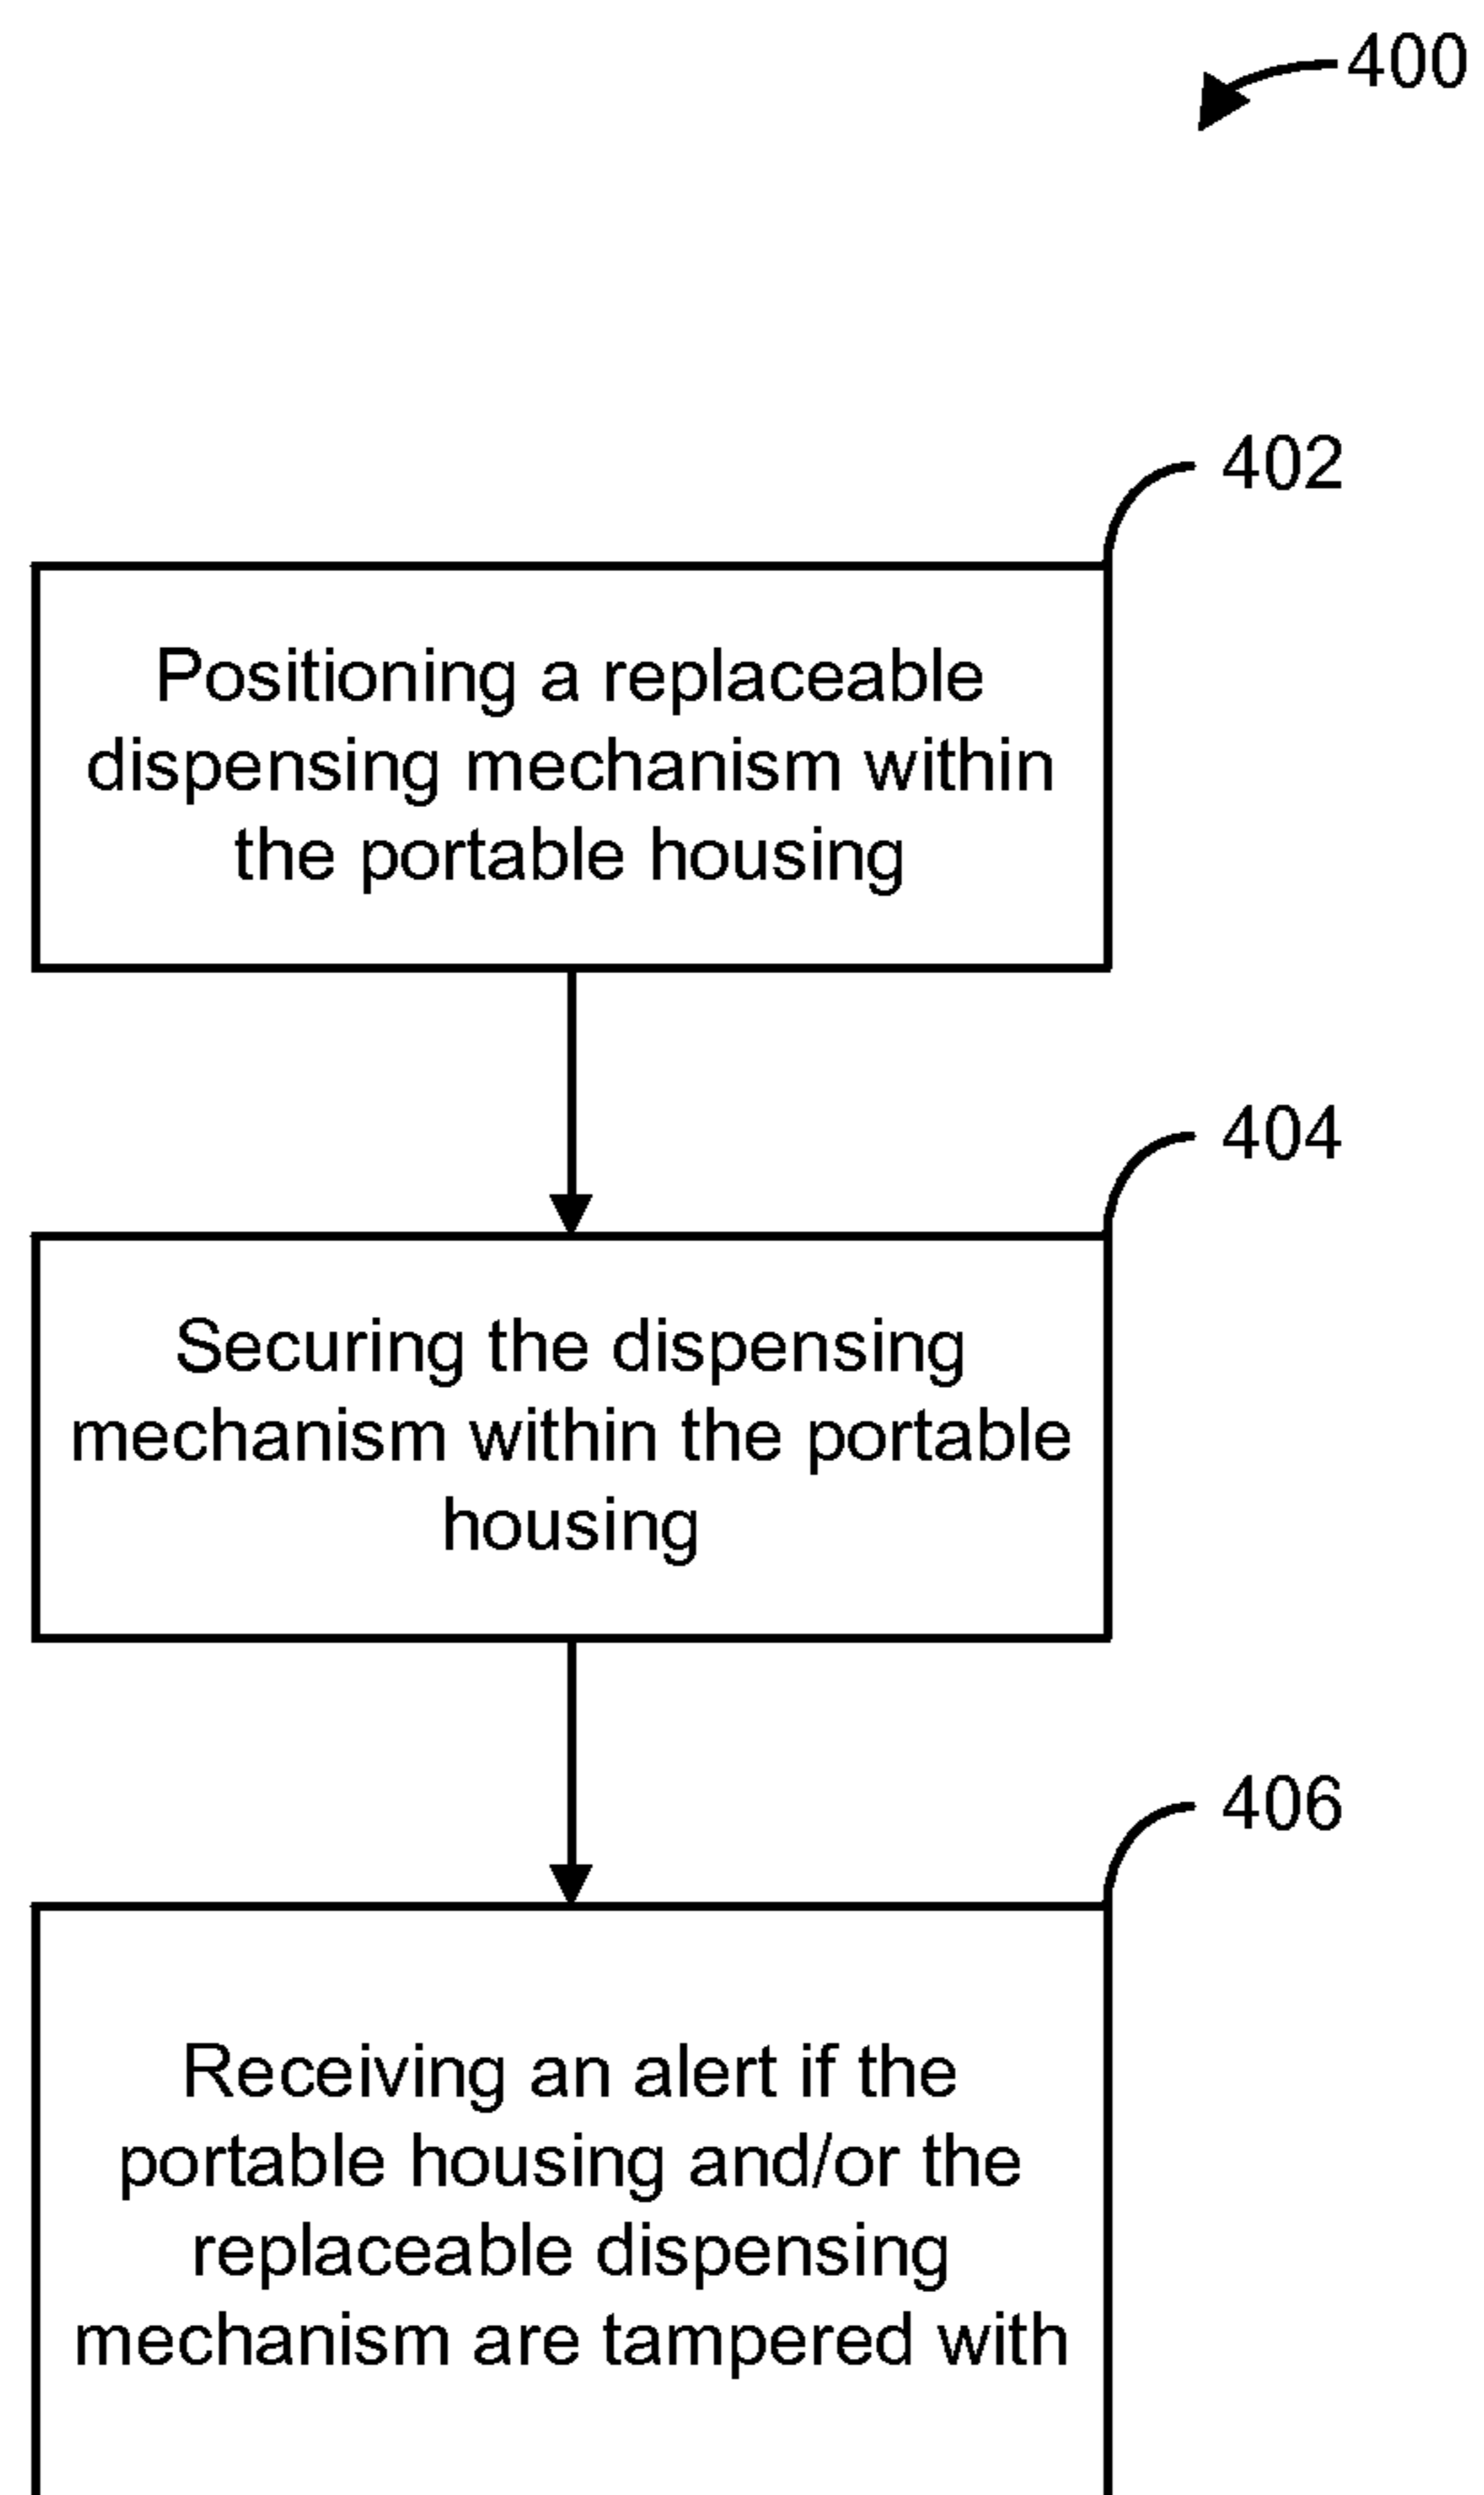 400
402
Positioning a replaceable
dispensing mechanism within
the portable housing
404
Securing the dispensing
mechanism within the portable
housing
406
Receiving an alert if the
portable housing and/or the
replaceable dispensing
mechanism are tampered with